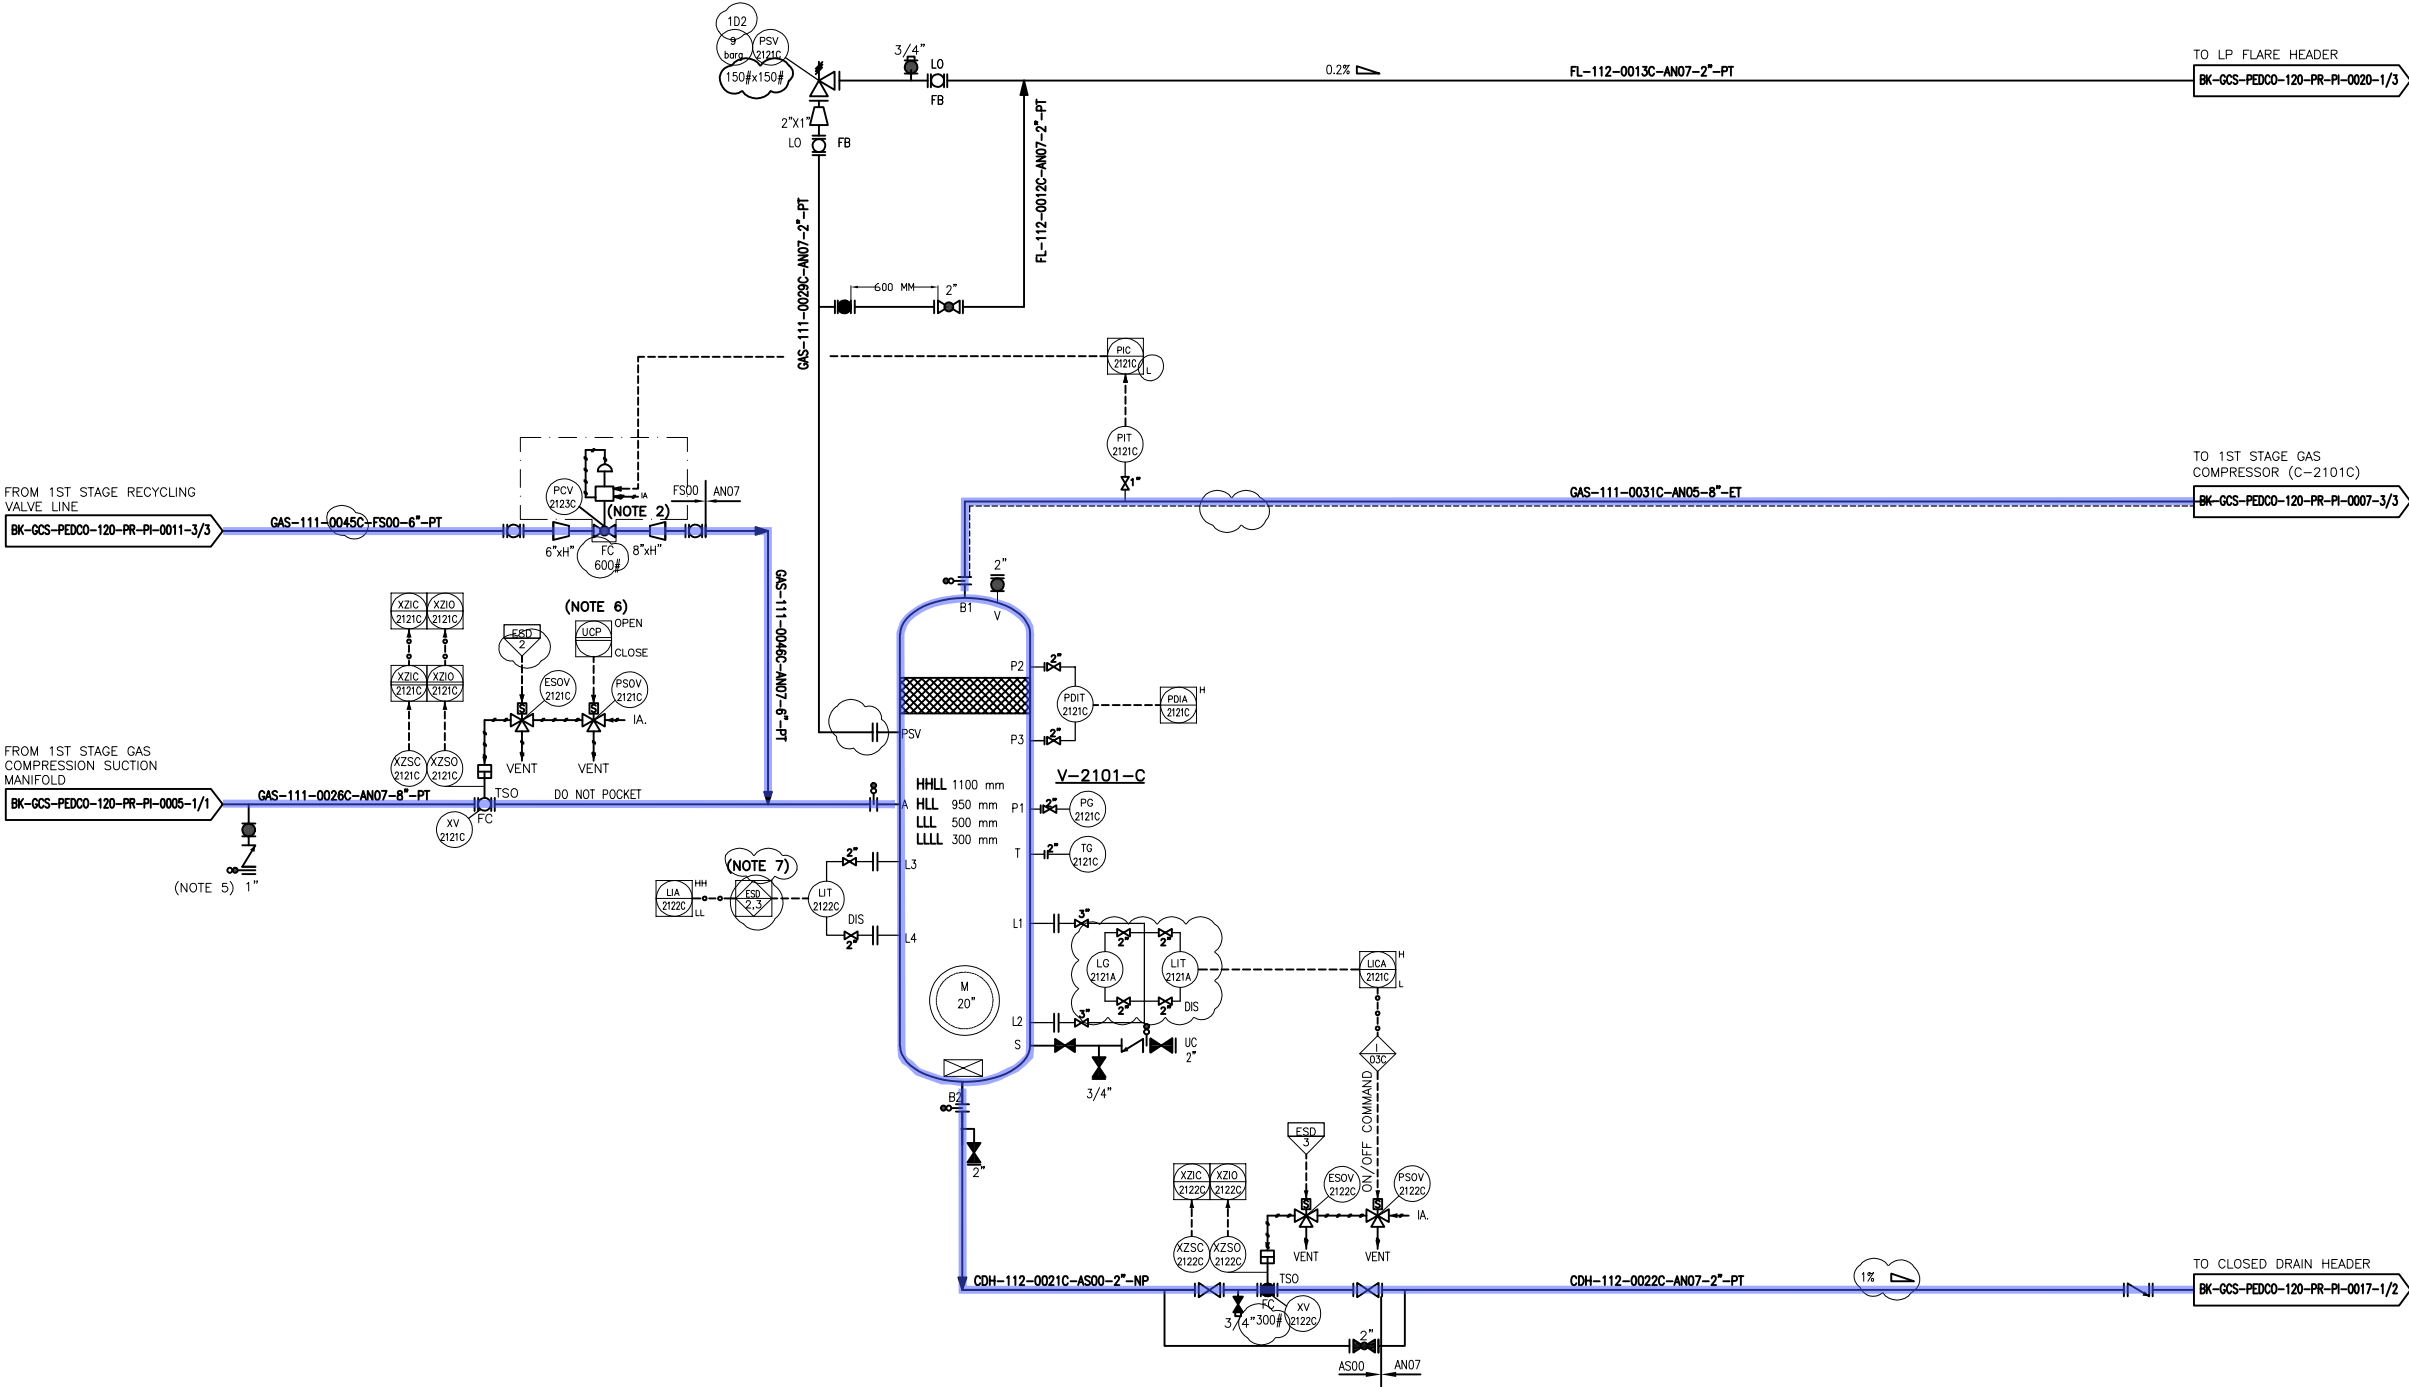 1D2
9
barg
PSV
2121C
150#x150#
3/4"
LO
FB
0.2%
FL-112-0013C-AN07-2"-PT
TO LP FLARE HEADER
BK-GCS-PEDCO-120-PR-PI-0020-1/3
2"X1"
LO
FB
GAS-111-0029C-AN07-2"-PT
FL-112-0012C-AN07-2"-PT
600 MM
2"
PIC
2121C
L
PIT
2121C
1"
TO 1ST STAGE GAS
COMPRESSOR (C-2101C)
BK-GCS-PEDCO-120-PR-PI-0007-3/3
GAS-111-0031C-AN05-8"-ET
FROM 1ST STAGE RECYCLING
VALVE LINE
BK-GCS-PEDCO-120-PR-PI-0011-3/3
GAS-111-0045C-FS00-6"-PT
PCV
2123C
IA
(NOTE 2)
FS00
AN07
6"xH"
FC
600#
8"xH"
GAS-111-0046C-AN07-6"-PT
XZIC
2121C
XZIO
2121C
XZIC
2121C
XZIO
2121C
XZSC
2121C
XZSO
2121C
(NOTE 6)
ESD
2
UCP
OPEN
CLOSE
ESOV
2121C
PSOV
2121C
S
S
IA.
VENT
VENT
FROM 1ST STAGE GAS
COMPRESSION SUCTION
MANIFOLD
BK-GCS-PEDCO-120-PR-PI-0005-1/1
GAS-111-0026C-AN07-8"-PT
TSO
FC
XV
2121C
DO NOT POCKET
(NOTE 5) 1"
B1
2"
V
P2
2"
PDIT
2121C
PDIA
2121C
H
P3
2"
PSV
V-2101-C
A
HHLL 1100 mm
HLL 950 mm
LLL 500 mm
LLLL 300 mm
P1
2"
PG
2121C
T
2"
TG
2121C
L3
2"
L4
2"
DIS
LIT
2122C
(NOTE 7)
ESD
2,3
LIA
2122C
HH
LL
M
20"
L1
3"
2"
2"
LG
2121A
LIT
2121A
2"
2"
DIS
L2
3"
S
UC
2"
3/4"
LICA
2121C
H
L
I
03C
ON/OFF COMMAND
B2
2"
ESD
3
XZIC
2122C
XZIO
2122C
ESOV
2122C
PSOV
2122C
S
S
IA.
VENT
VENT
XZSC
2122C
XZSO
2122C
CDH-112-0021C-AS00-2"-NP
TSO
FC
300#
XV
2122C
3/4"
2"
AS00
AN07
CDH-112-0022C-AN07-2"-PT
1%
TO CLOSED DRAIN HEADER
BK-GCS-PEDCO-120-PR-PI-0017-1/2